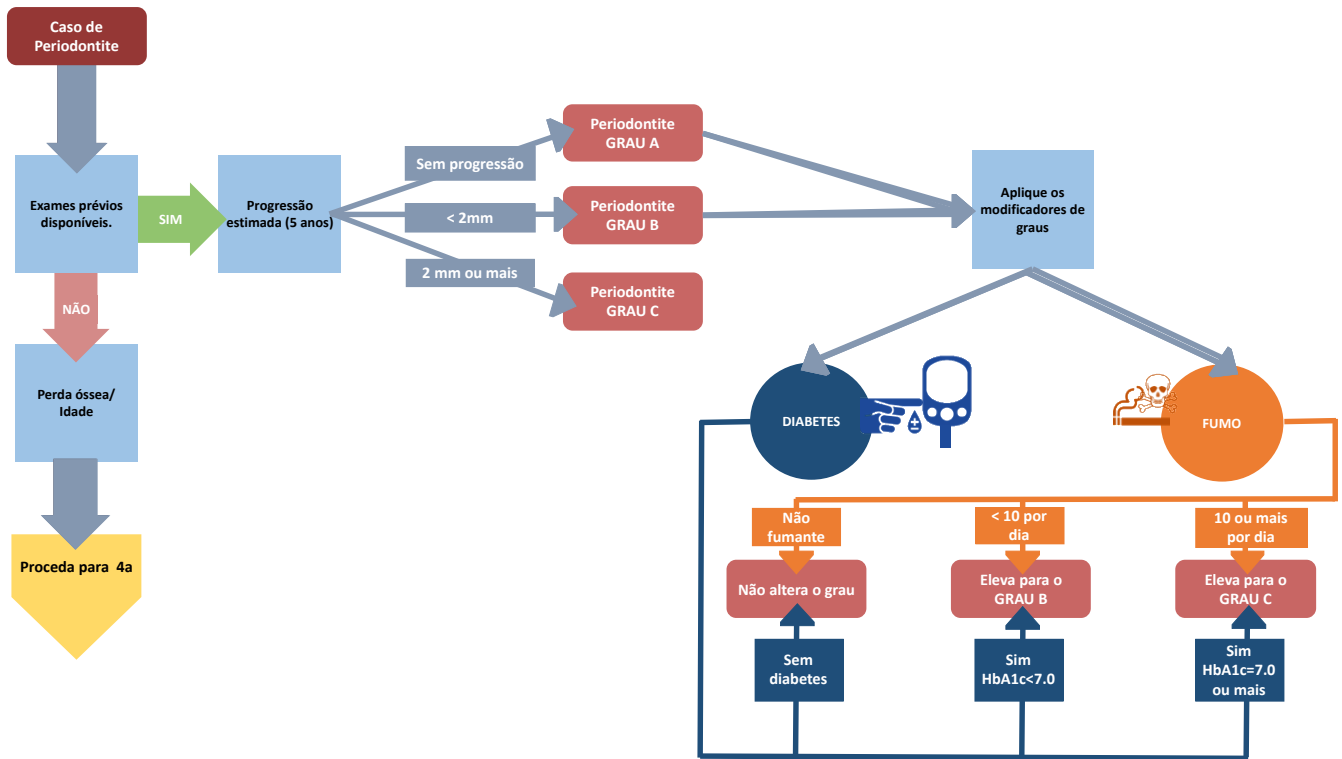 Caso de
Periodontite
Exames prévios
disponíveis.
SIM
Progressão
estimada (5 anos)
Sem progressão
< 2mm
2 mm ou mais
Periodontite
GRAU A
Periodontite
GRAU B
Periodontite
GRAU C
Aplique os
modificadores de
graus
NÃO
Perda óssea/
Idade
Proceda para 4a
DIABETES
FUMO
Não
fumante
< 10 por
dia
10 ou mais
por dia
Não altera o grau
Eleva para o
GRAU B
Eleva para o
GRAU C
Sem
diabetes
Sim
HbA1c<7.0
Sim
HbA1c=7.0
ou mais